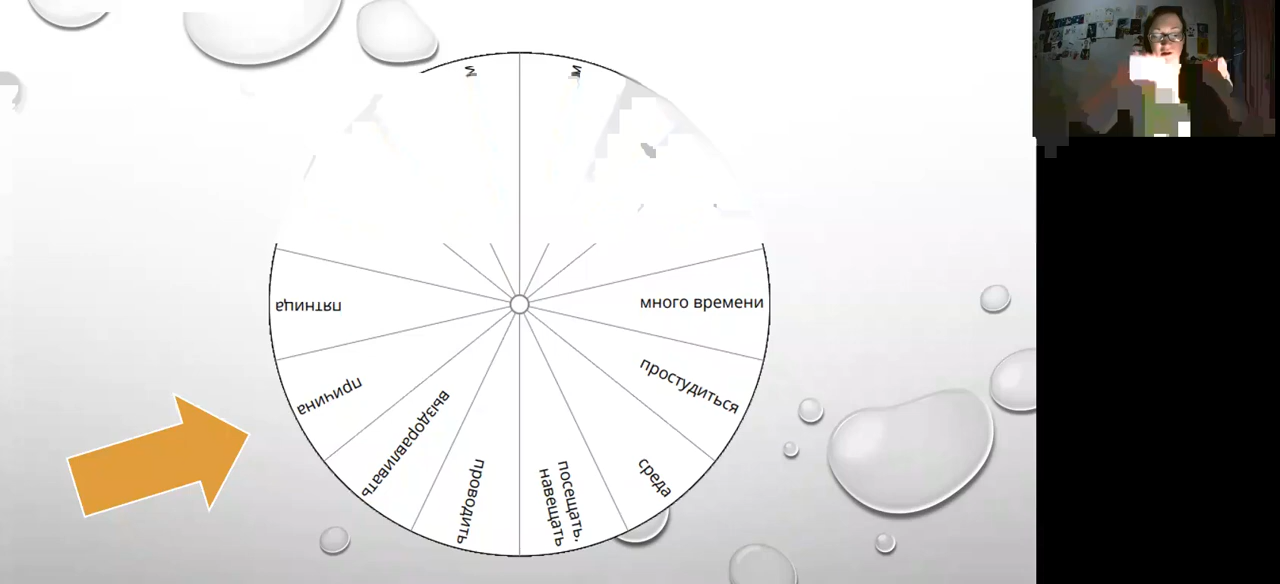 много времени
простудиться
среда
посещать.
навещать
проводить
выздоравливать
причина
пятница